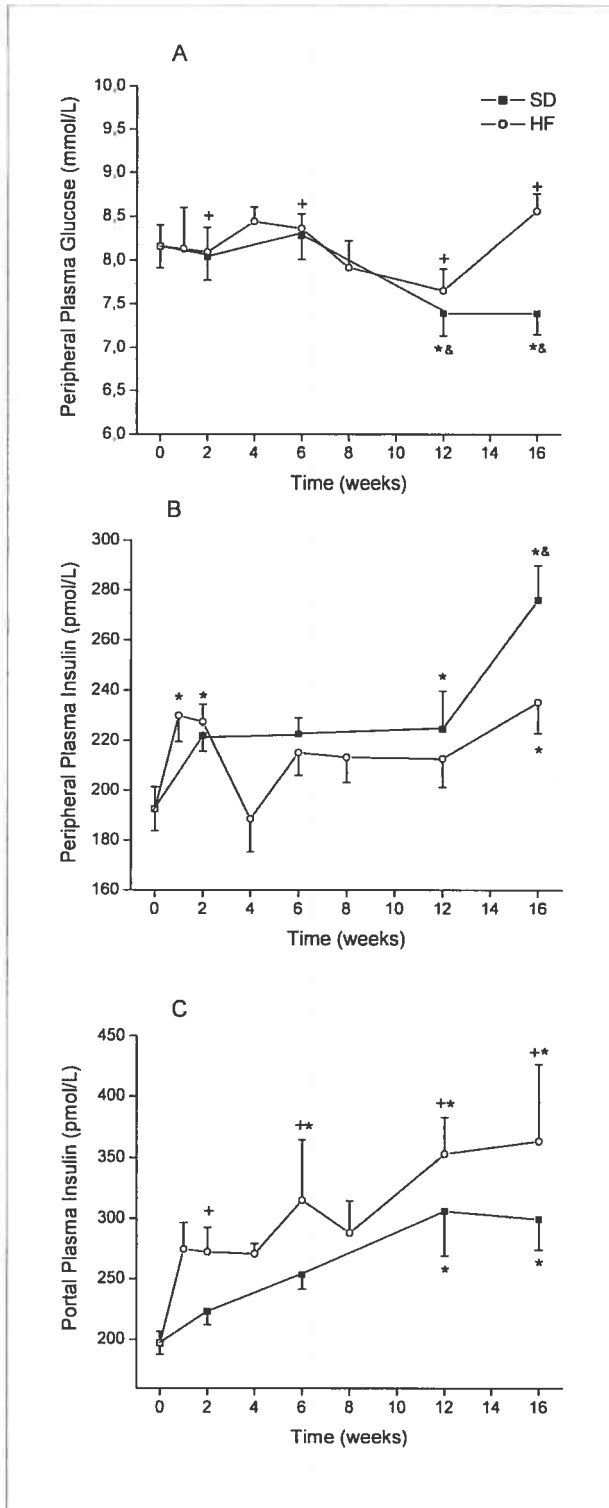 A
Peripheral Plasma Glucose (mmol/L)
10,0
9,5
9,0
8,5
8,0
7,5
7,0
6,5
6,0
SD
HF
+
+
+
+
*&
*&
0 2 4 6 8 10 12 14 16
Time (weeks)
B
Peripheral Plasma Insulin (pmol/L)
300
280
260
240
220
200
180
160
*
*
*
*&
*
0 2 4 6 8 10 12 14 16
Time (weeks)
C
Portal Plasma Insulin (pmol/L)
450
400
350
300
250
200
+
+*
+*
+*
*
*
0 2 4 6 8 10 12 14 16
Time (weeks)